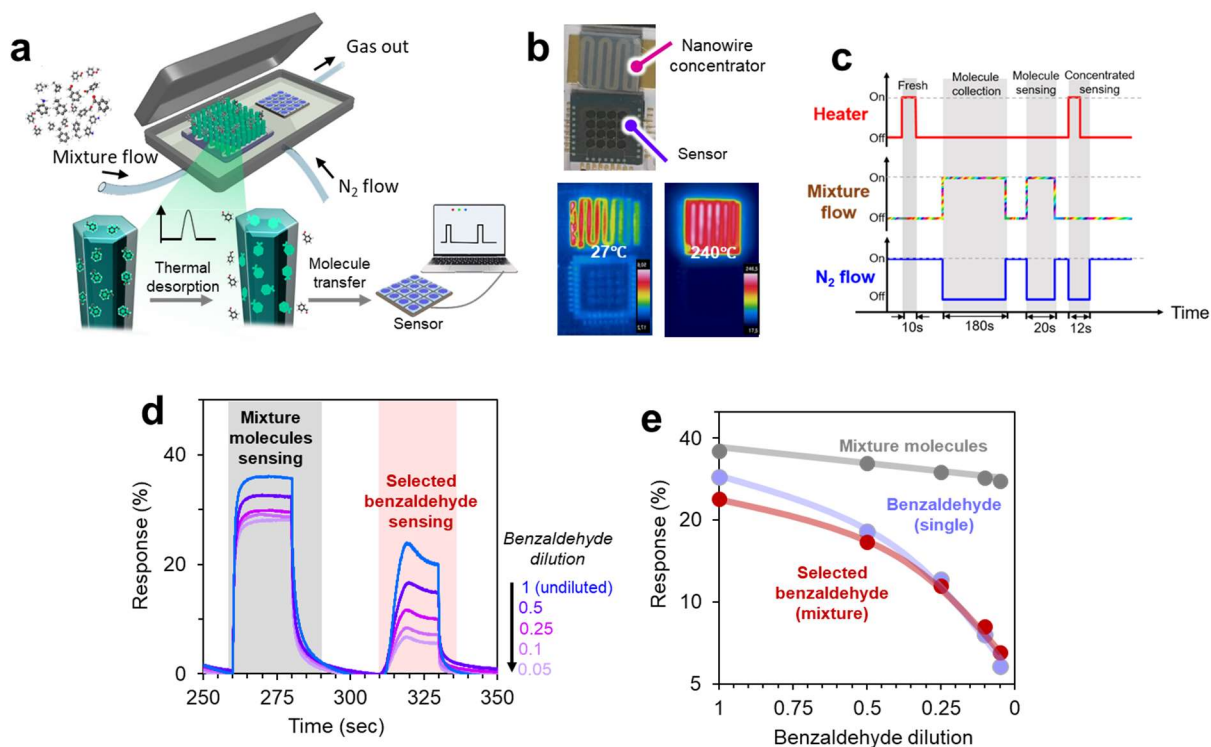 a
Gas out
Mixture flow
N₂ flow
Thermal
desorption
Molecule
transfer
Sensor
b
Nanowire
concentrator
Sensor
27℃
240℃
c
Fresh
Molecule
collection
Molecule
sensing
Concentrated
sensing
On
Heater
Off
On
Mixture
flow
Off
On
N₂ flow
Off
Time
10s
180s
20s
12s
d
Mixture
molecules
sensing
Selected
benzaldehyde
sensing
Benzaldehyde
dilution
1 (undiluted)
0.5
0.25
0.1
0.05
Response (%)
40
20
0
250
270
290
310
330
350
Time (sec)
e
Mixture molecules
Benzaldehyde
(single)
Selected
benzaldehyde
(mixture)
Response (%)
40
20
10
5
1
0.75
0.5
0.25
0
Benzaldehyde dilution